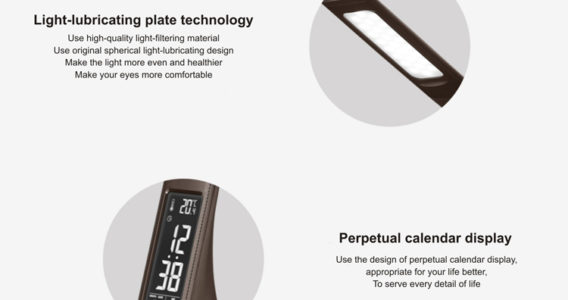 Light-lubricating plate technology
Use high-quality light-filtering material
Use original spherical light-lubricating design
Make the light more even and healthier
Make your eyes more comfortable
20.4
12
38
Perpetual calendar display
Use the design of perpetual calendar display,
appropriate for your life better,
To serve every detail of life